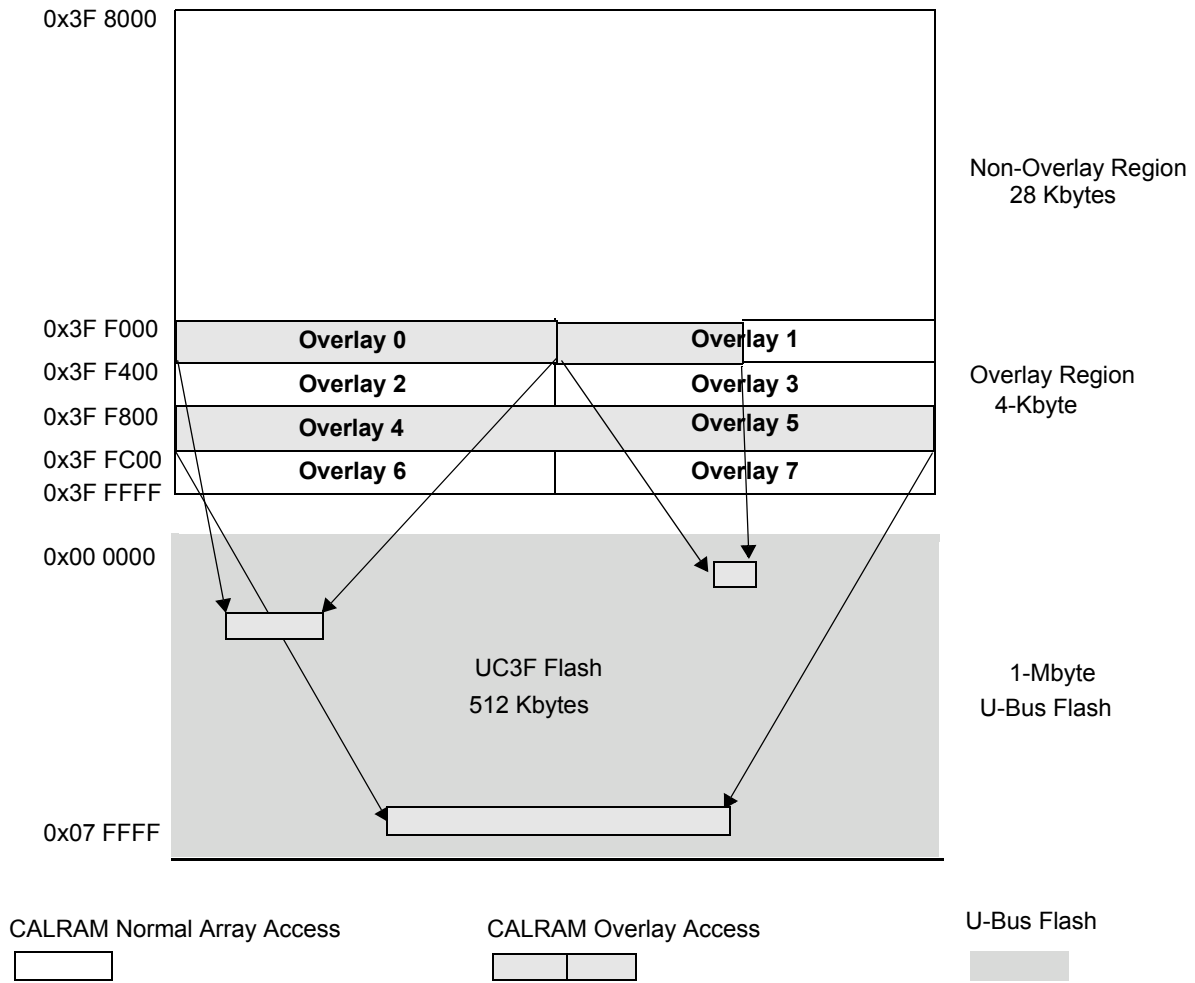 0x3F 8000
Non-Overlay Region
28 Kbytes
0x3F F000
Overlay 0
Overlay 1
0x3F F400
Overlay 2
Overlay 3
Overlay Region
4-Kbyte
0x3F F800
Overlay 4
Overlay 5
0x3F FC00
Overlay 6
Overlay 7
0x3F FFFF
0x00 0000
UC3F Flash
512 Kbytes
1-Mbyte
U-Bus Flash
0x07 FFFF
CALRAM Normal Array Access
CALRAM Overlay Access
U-Bus Flash